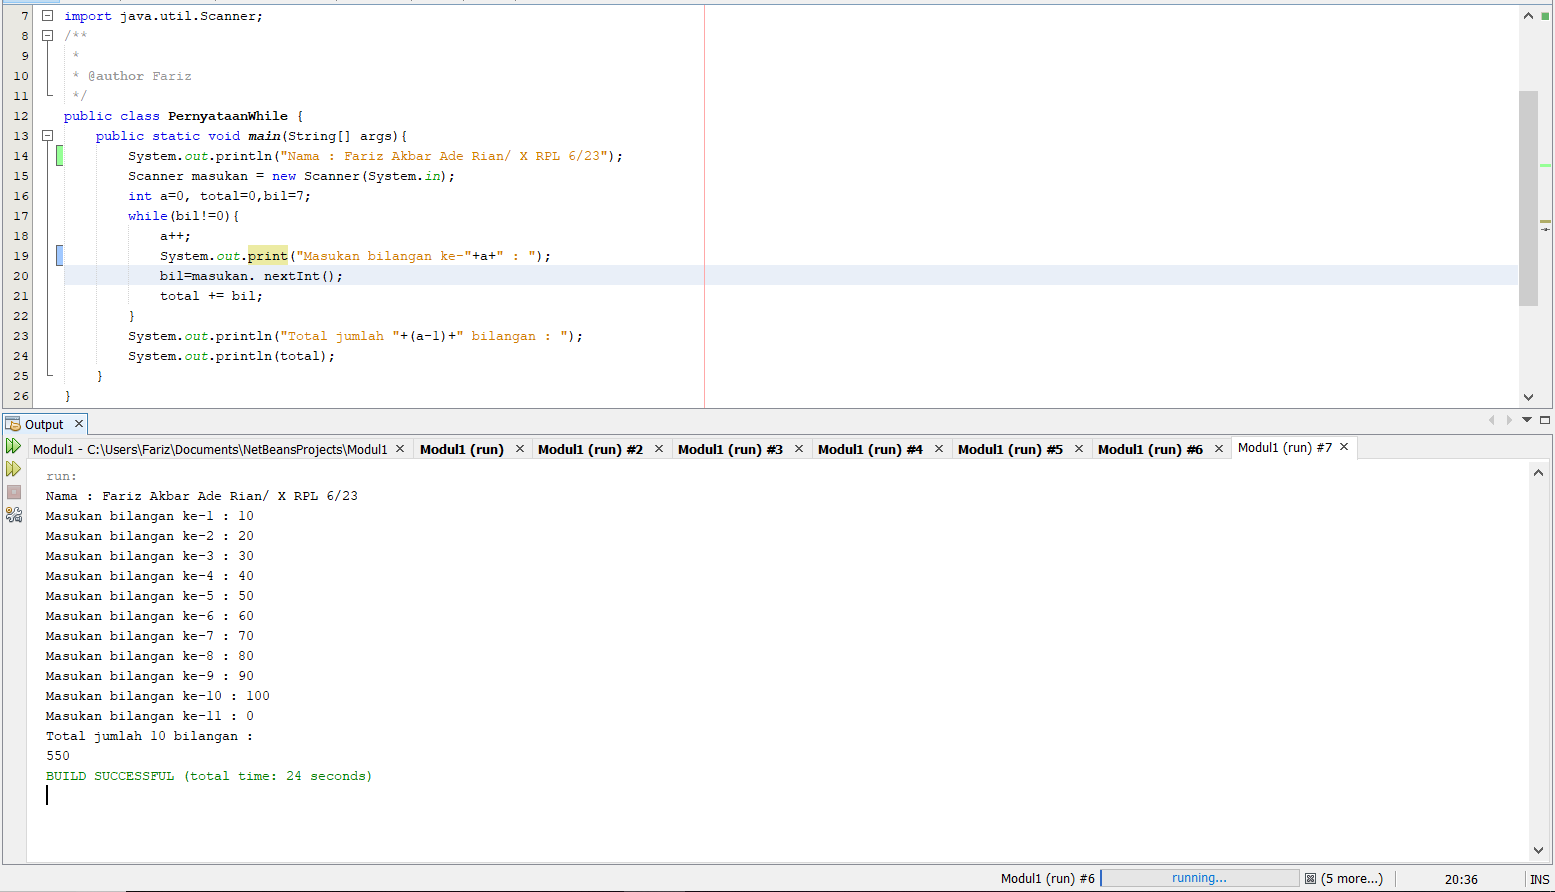 7 import java.util.Scanner;
8 /**
9 *
10 * @author Fariz
11 */
12 public class PernyataanWhile {
13 public static void main(String[] args){
14 System.out.println("Nama : Fariz Akbar Ade Rian/ X RPL 6/23");
15 Scanner masukan = new Scanner(System.in);
16 int a=0, total=0,bil=7;
17 while(bil!=0){
18 a++;
19 System.out.print("Masukan bilangan ke-"+a+" : ");
20 bil=masukan. nextInt();
21 total += bil;
22 }
23 System.out.println("Total jumlah "+(a-1)+" bilangan : ");
24 System.out.println(total);
25 }
26 }
Output
Modul1 - C:\Users\Fariz\Documents\NetBeansProjects\Modul1 Modul1 (run) Modul1 (run) #2 Modul1 (run) #3 Modul1 (run) #4 Modul1 (run) #5 Modul1 (run) #6 Modul1 (run) #7
run:
Nama : Fariz Akbar Ade Rian/ X RPL 6/23
Masukan bilangan ke-1 : 10
Masukan bilangan ke-2 : 20
Masukan bilangan ke-3 : 30
Masukan bilangan ke-4 : 40
Masukan bilangan ke-5 : 50
Masukan bilangan ke-6 : 60
Masukan bilangan ke-7 : 70
Masukan bilangan ke-8 : 80
Masukan bilangan ke-9 : 90
Masukan bilangan ke-10 : 100
Masukan bilangan ke-11 : 0
Total jumlah 10 bilangan :
550
BUILD SUCCESSFUL (total time: 24 seconds)
Modul1 (run) #6 running... (5 more...) 20:36 INS